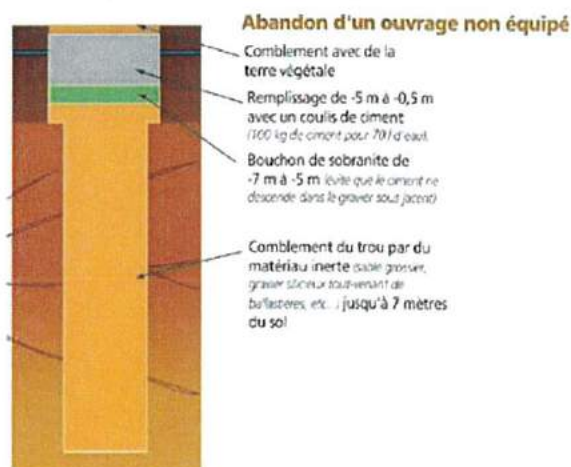 Abandon d'un ouvrage non équipé
Comblement avec de la
terre végétale
Remplissage de -5 m à -0,5 m
avec un coulis de ciment
(100 kg de ciment pour 70 l d'eau).
Bouchon de sobranite de
-7 m à -5 m (évite que le ciment ne
descende dans le gravier sous jacent)
Comblement du trou par du
matériau inerte (sable grossier,
gravier siliceux tout-venant de
ballastières, etc...) jusqu'à 7 mètres
du sol